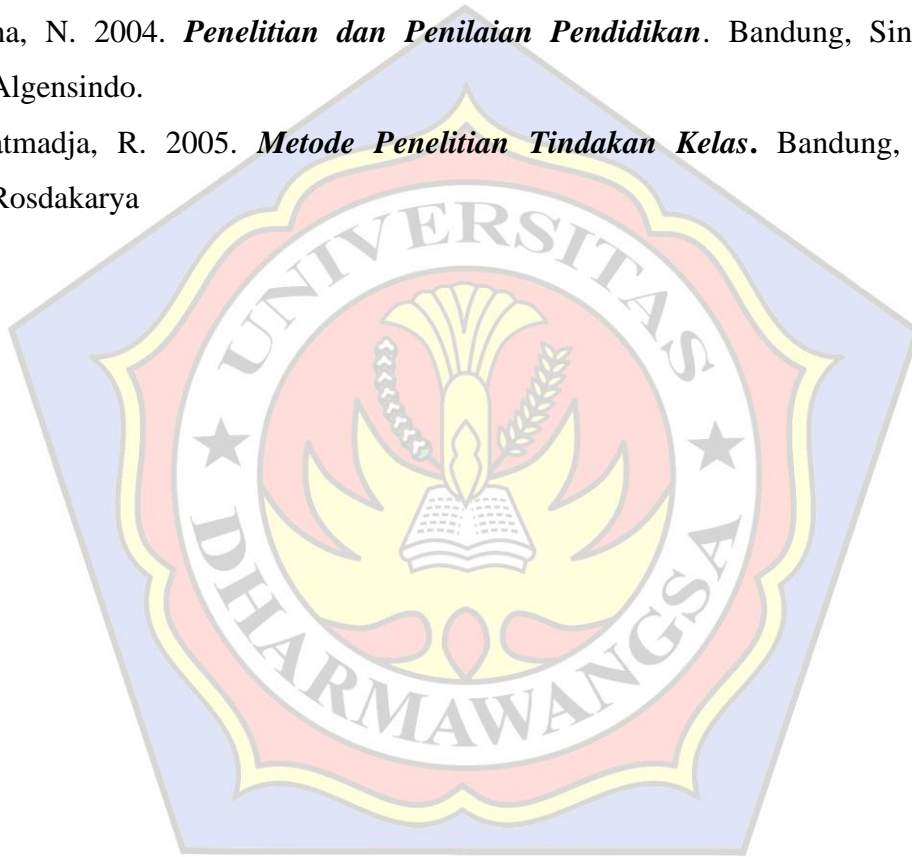 na, N. 2004. Penelitian dan Penilaian Pendidikan. Bandung, Sin
Algensindo.
atmadja, R. 2005. Metode Penelitian Tindakan Kelas. Bandung,
Rosdakarya
UNIVERSITAS
DHARMAWANGSA